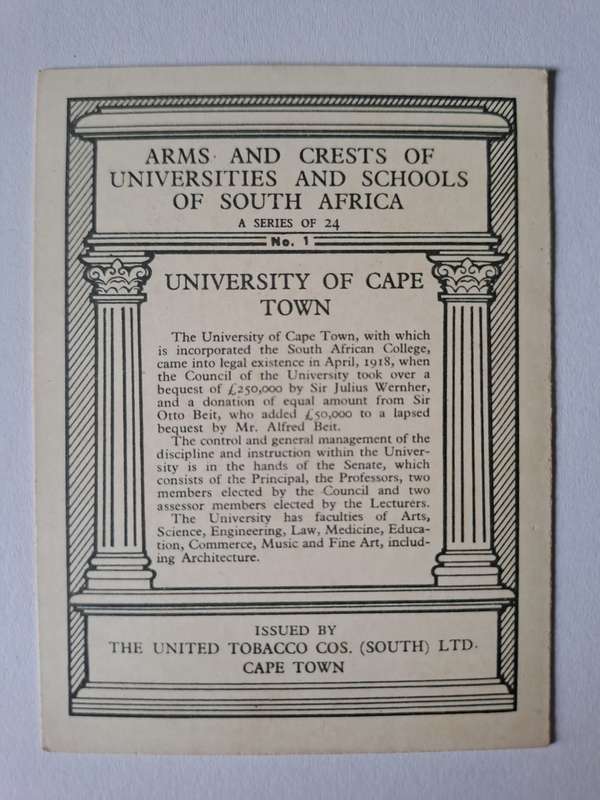 ARMS AND CRESTS OF
UNIVERSITIES AND SCHOOLS
OF SOUTH AFRICA
A SERIES OF 24
No. 1
UNIVERSITY OF CAPE
TOWN
The University of Cape Town, with which
is incorporated the South African College,
came into legal existence in April, 1918, when
the Council of the University took over a
bequest of £250,000 by Sir Julius Wernher,
and a donation of equal amount from Sir
Otto Beit, who added £50,000 to a lapsed
bequest by Mr. Alfred Beit.
The control and general management of the
discipline and instruction within the Univer-
sity is in the hands of the Senate, which
consists of the Principal, the Professors, two
members elected by the Council and two
assessor members elected by the Lecturers.
The University has faculties of Arts,
Science, Engineering, Law, Medicine, Educa-
tion, Commerce, Music and Fine Art, includ-
ing Architecture.
ISSUED BY
THE UNITED TOBACCO COS. (SOUTH) LTD.
CAPE TOWN